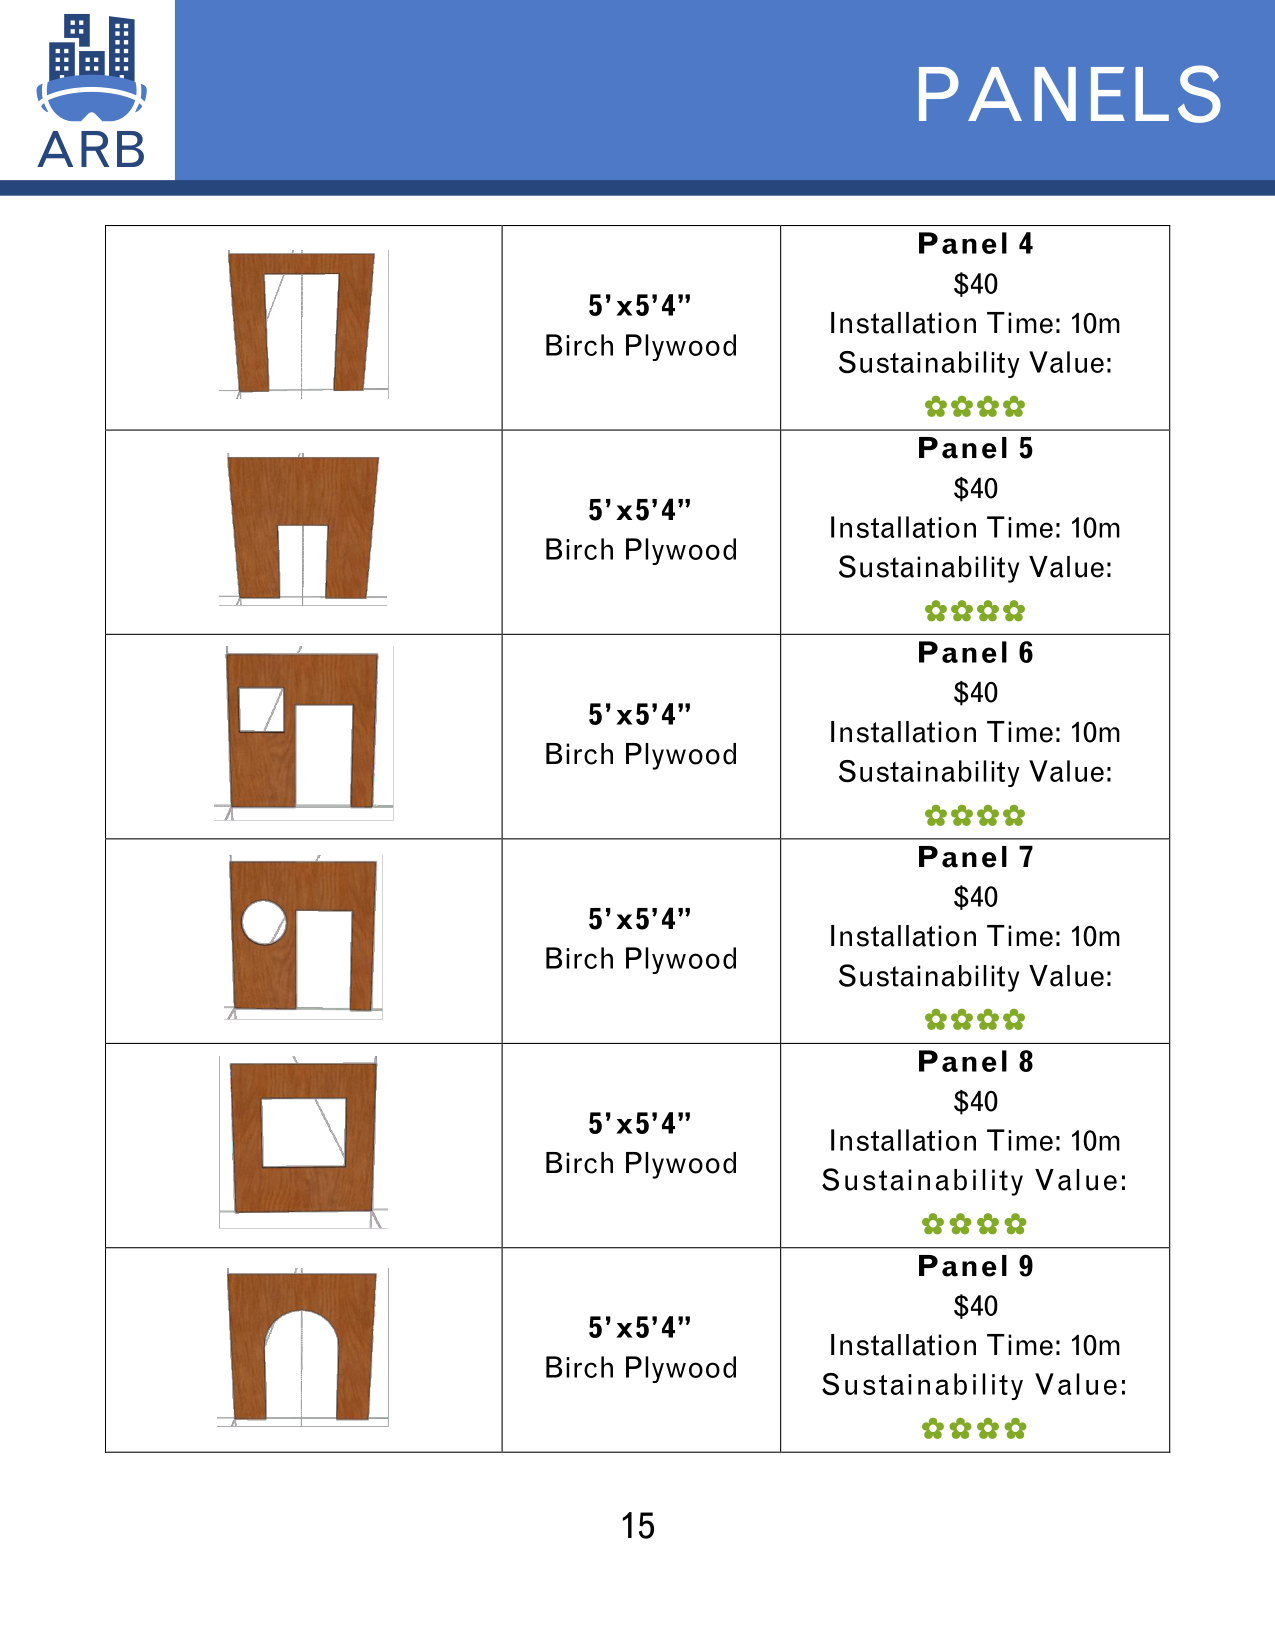 ARB
PANELS
5’x5’4”
Birch Plywood
Panel 4
$40
Installation Time: 10m
Sustainability Value:
✿✿✿✿
5’x5’4”
Birch Plywood
Panel 5
$40
Installation Time: 10m
Sustainability Value:
✿✿✿✿
5’x5’4”
Birch Plywood
Panel 6
$40
Installation Time: 10m
Sustainability Value:
✿✿✿✿
5’x5’4”
Birch Plywood
Panel 7
$40
Installation Time: 10m
Sustainability Value:
✿✿✿✿
5’x5’4”
Birch Plywood
Panel 8
$40
Installation Time: 10m
Sustainability Value:
✿✿✿✿
5’x5’4”
Birch Plywood
Panel 9
$40
Installation Time: 10m
Sustainability Value:
✿✿✿✿
15